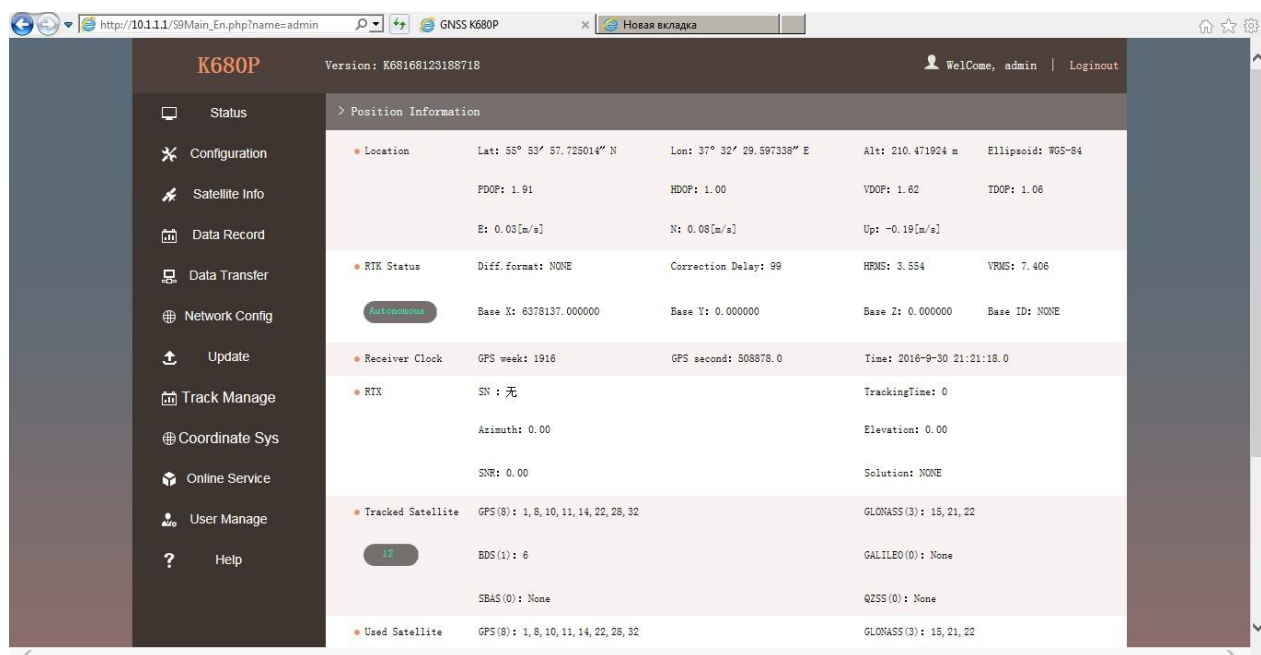 http://10.1.1.1/S9Main_En.php?name=admin GNSS K680P Новая вкладка
K680P Version: K68168123188718 WelCome, admin | Loginout
Status
Configuration
Satellite Info
Data Record
Data Transfer
Network Config
Update
Track Manage
Coordinate Sys
Online Service
User Manage
Help
> Position Information
Location Lat: 55° 53′ 57.725014″ N Lon: 37° 32′ 29.597338″ E Alt: 210.471924 m Ellipsoid: WGS-84
PDOP: 1.91 HDOP: 1.00 VDOP: 1.62 TDOP: 1.06
E: 0.03[m/s] N: 0.08[m/s] Up: -0.19[m/s]
RTK Status Diff.format: NONE Correction Delay: 99 HRMS: 3.554 VRMS: 7.406
Autonomous Base X: 6378137.000000 Base Y: 0.000000 Base Z: 0.000000 Base ID: NONE
Receiver Clock GPS week: 1916 GPS second: 508878.0 Time: 2016-9-30 21:21:18.0
RTX SN : 无 TrackingTime: 0
Azimuth: 0.00 Elevation: 0.00
SNR: 0.00 Solution: NONE
Tracked Satellite GPS(8): 1, 8, 10, 11, 14, 22, 28, 32 GLONASS(3): 15, 21, 22
12 BDS(1): 6 GALILEO(0): None
SBAS(0): None QZSS(0): None
Used Satellite GPS(8): 1, 8, 10, 11, 14, 22, 28, 32 GLONASS(3): 15, 21, 22